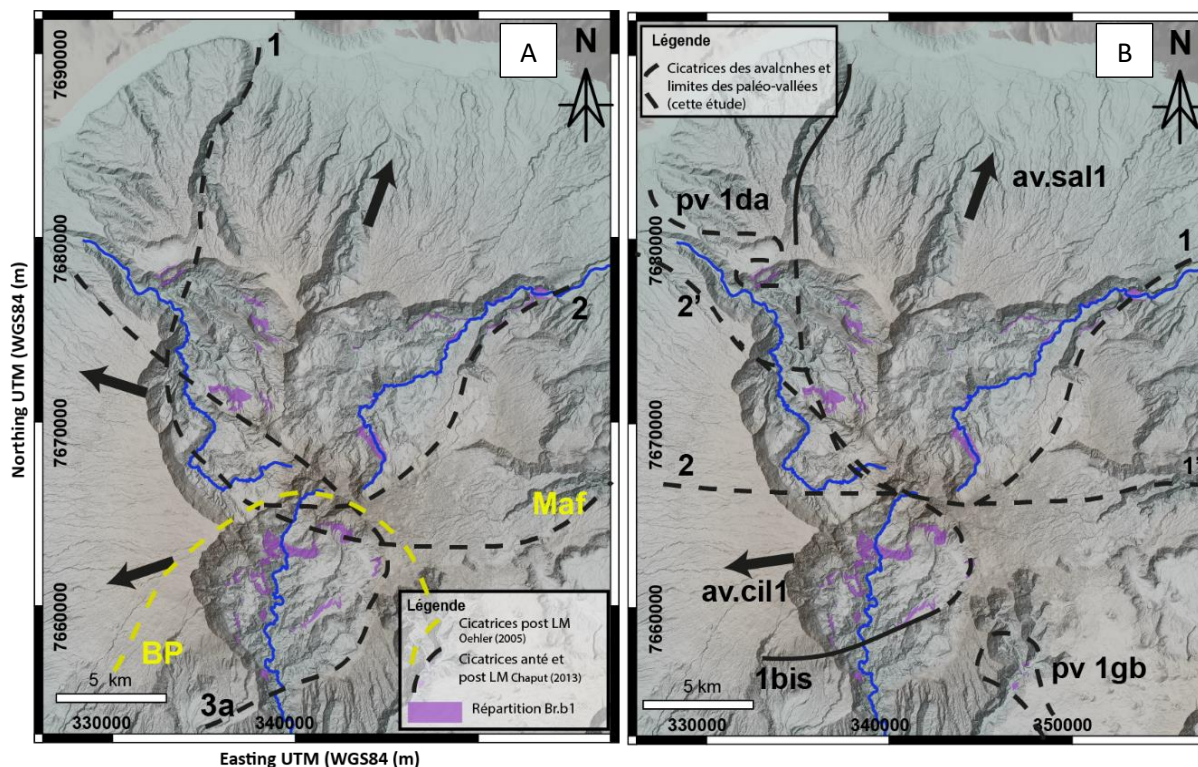 A
N
1
7690000
7680000
7670000
7660000
Northing UTM (WGS84 (m)
2
Maf
BP
3a
5 km
Légende
Cicatrices post LM
Oehler (2005)
Cicatrices anté et
post LM Chaput (2013)
Répartition Br.b1
330000
340000
Easting UTM (WGS84 (m)
B
N
Légende
Cicatrices des avalcnhes et
limites des paléo-vallées
(cette étude)
av.sal1
pv 1da
7690000
7680000
7670000
7660000
1
2'
2
1'
av.cil1
1bis
pv 1gb
5 km
330000
340000
350000